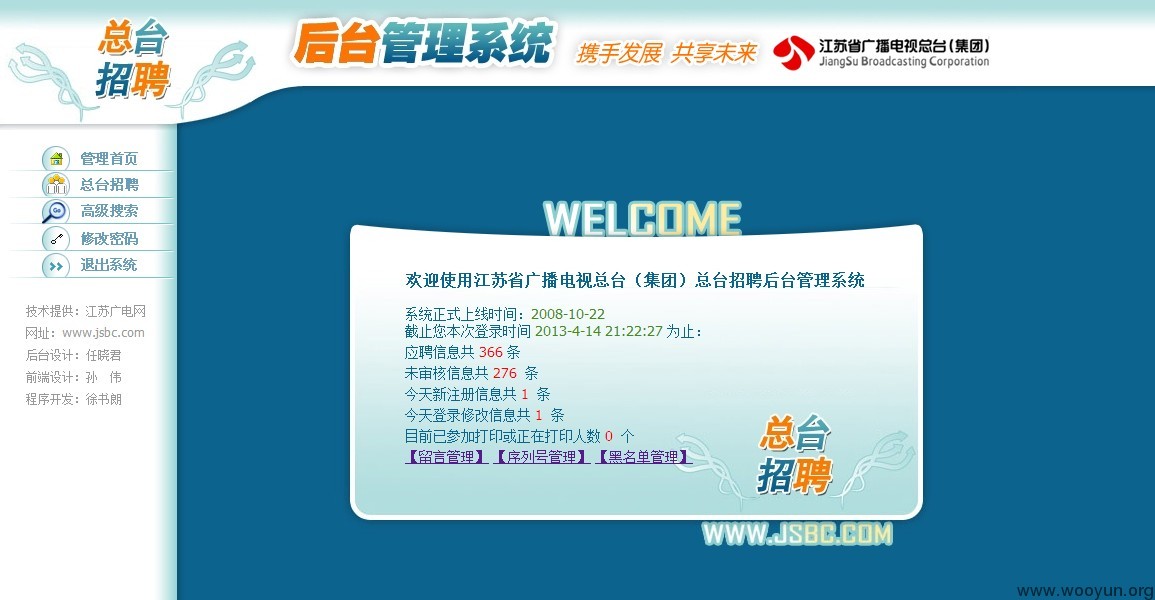 总台
招聘
后台管理系统
携手发展 共享未来
江苏省广播电视总台(集团)
JiangSu Broadcasting Corporation
管理首页
总台招聘
高级搜索
修改密码
退出系统
技术提供：江苏广电网
网址：www.jsbc.com
后台设计：任晓君
前端设计：孙　伟
程序开发：徐书朗
WELCOME
欢迎使用江苏省广播电视总台（集团）总台招聘后台管理系统
系统正式上线时间：2008-10-22
截止您本次登录时间 2013-4-14 21:22:27 为止：
应聘信息共 366 条
未审核信息共 276 条
今天新注册信息共 1 条
今天登录修改信息共 1 条
目前已参加打印或正在打印人数 0 个
【留言管理】 【序列号管理】 【黑名单管理】
总台
招聘
WWW.JSBC.COM
www.wooyun.org